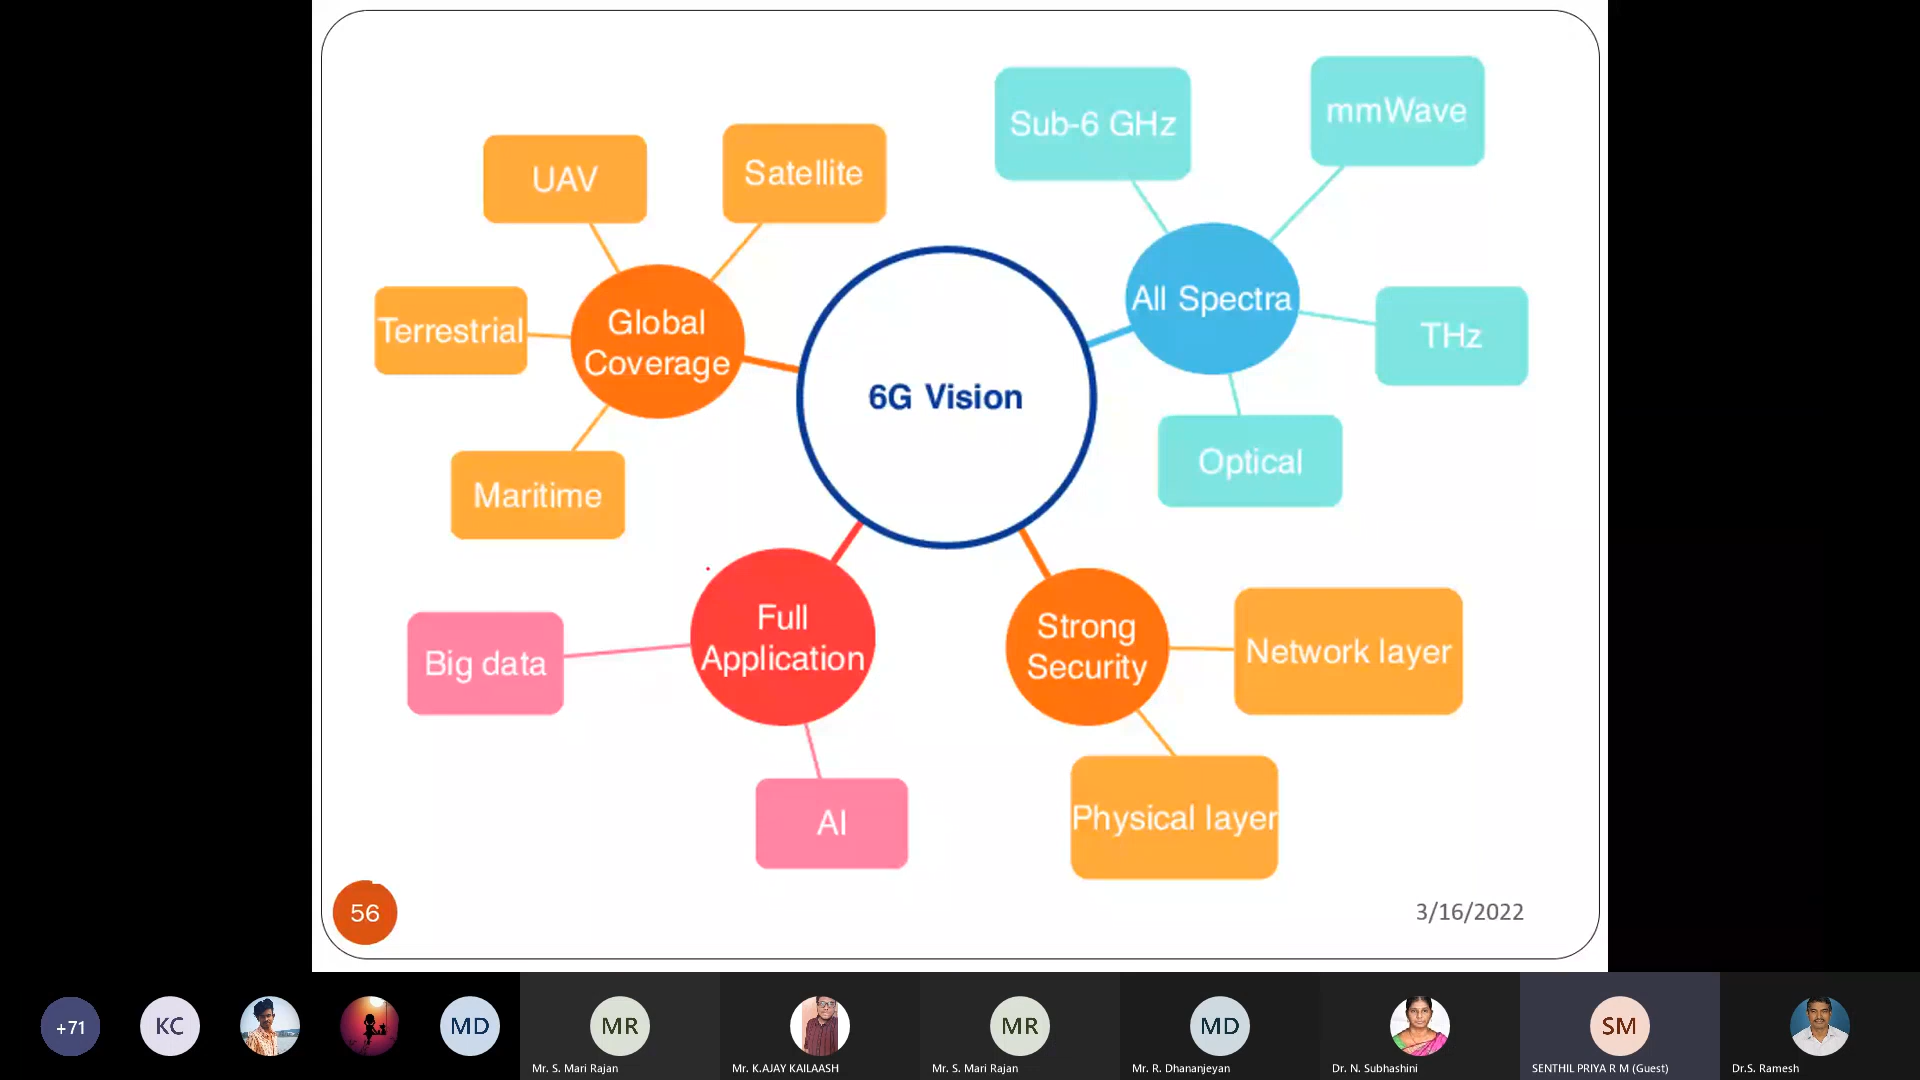 Sub-6 GHz
mmWave
UAV
Satellite
All Spectra
Global
Coverage
Terrestrial
THz
6G Vision
Optical
Maritime
Full
Application
Strong
Security
Network layer
Big data
Physical layer
AI
56
3/16/2022
+71
KC
MD
MR
MR
MD
SM
Mr. S. Mari Rajan
Mr. K.AJAY KAILAASH
Mr. S. Mari Rajan
Mr. R. Dhananjeyan
Dr. N. Subhashini
SENTHIL PRIYA R M (Guest)
Dr.S. Ramesh